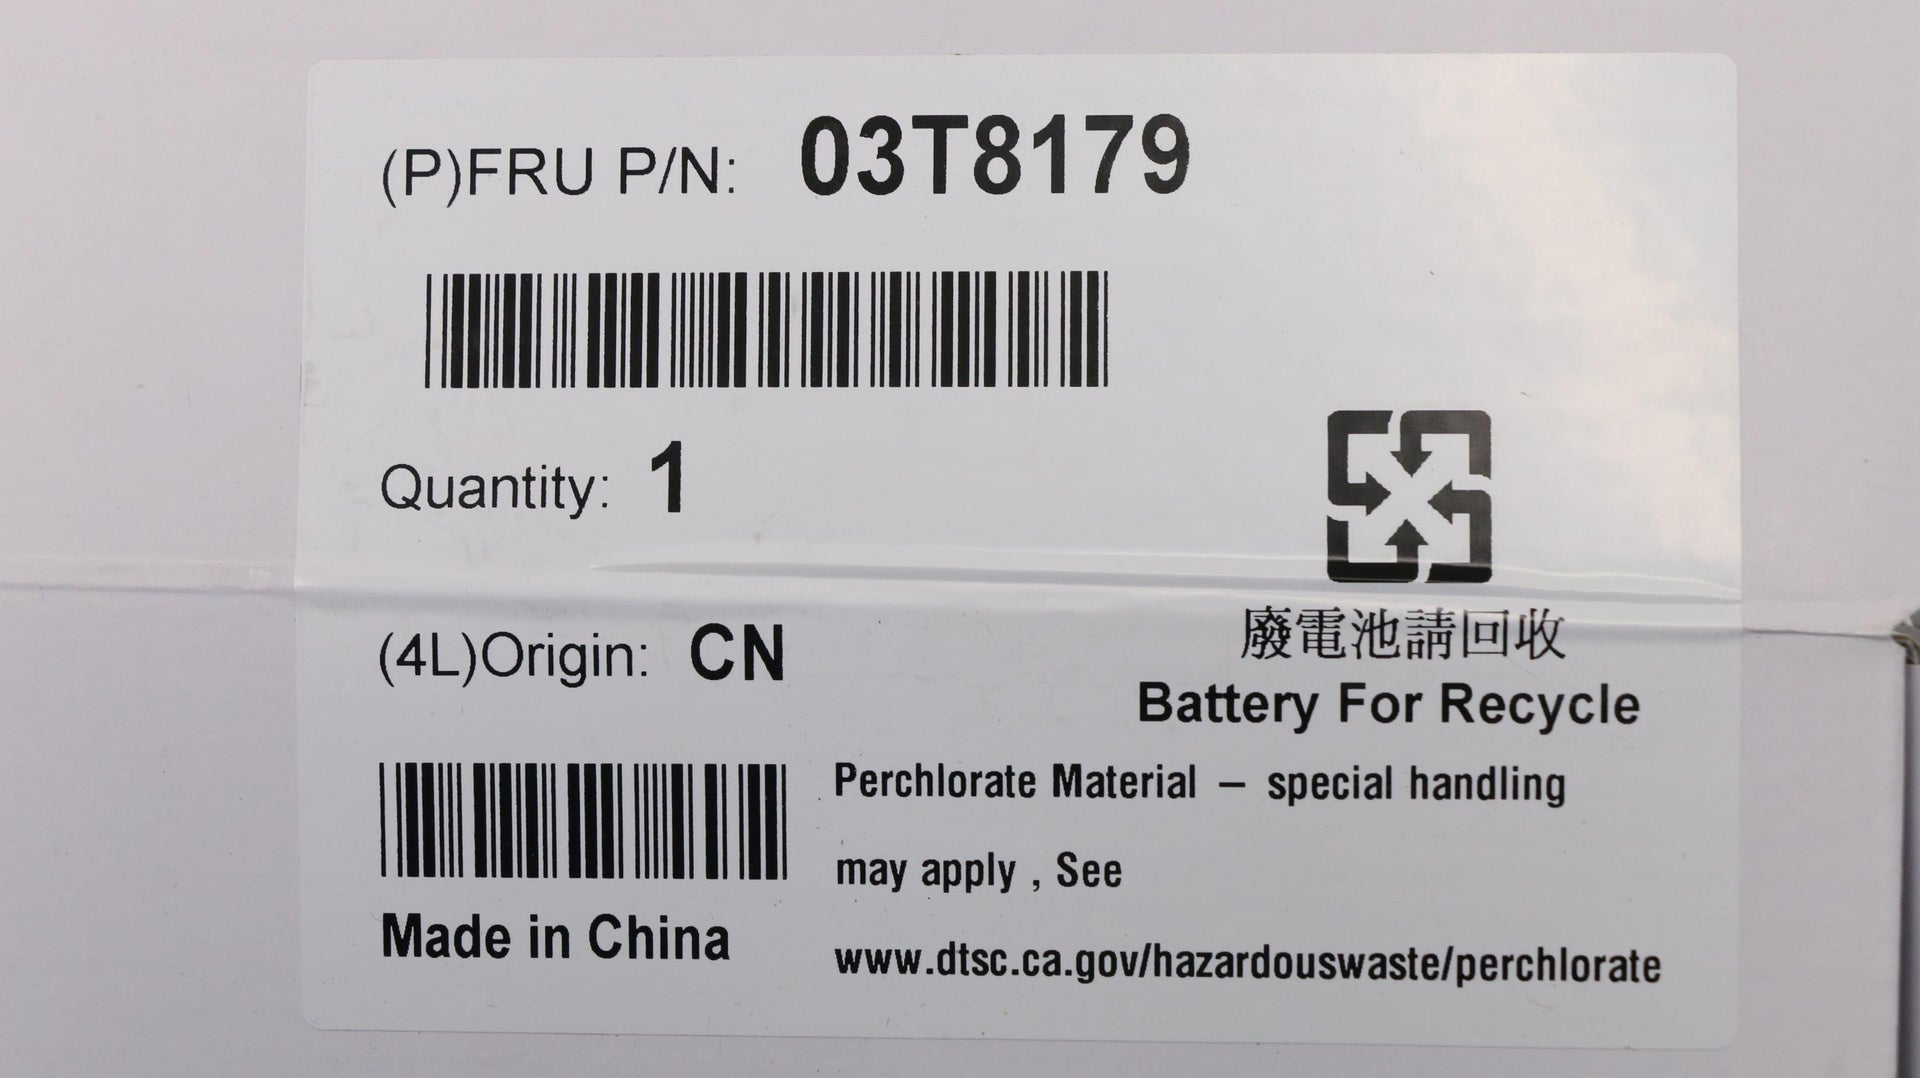 (P)FRU P/N: 03T8179
Quantity: 1
(4L)Origin: CN
廢電池請回收
Battery For Recycle
Perchlorate Material – special handling
may apply , See
www.dtsc.ca.gov/hazardouswaste/perchlorate
Made in China